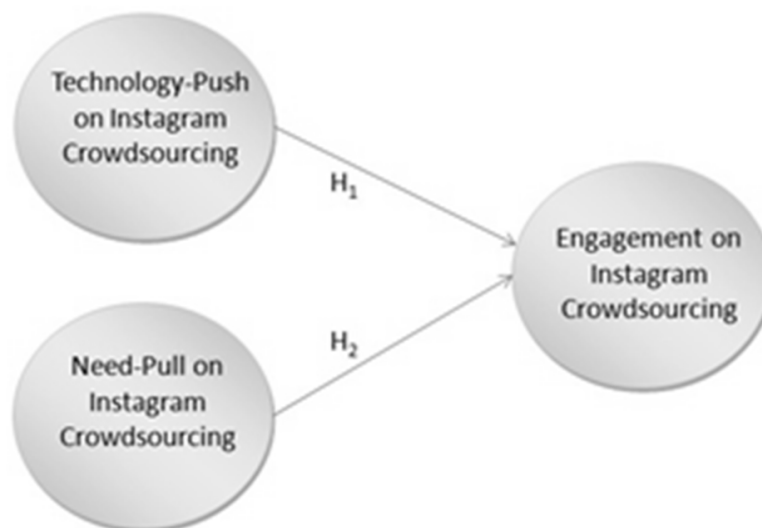 Technology-Push
on Instagram
Crowdsourcing
H₁
Engagement on
Instagram
Crowdsourcing
H₂
Need-Pull on
Instagram
Crowdsourcing